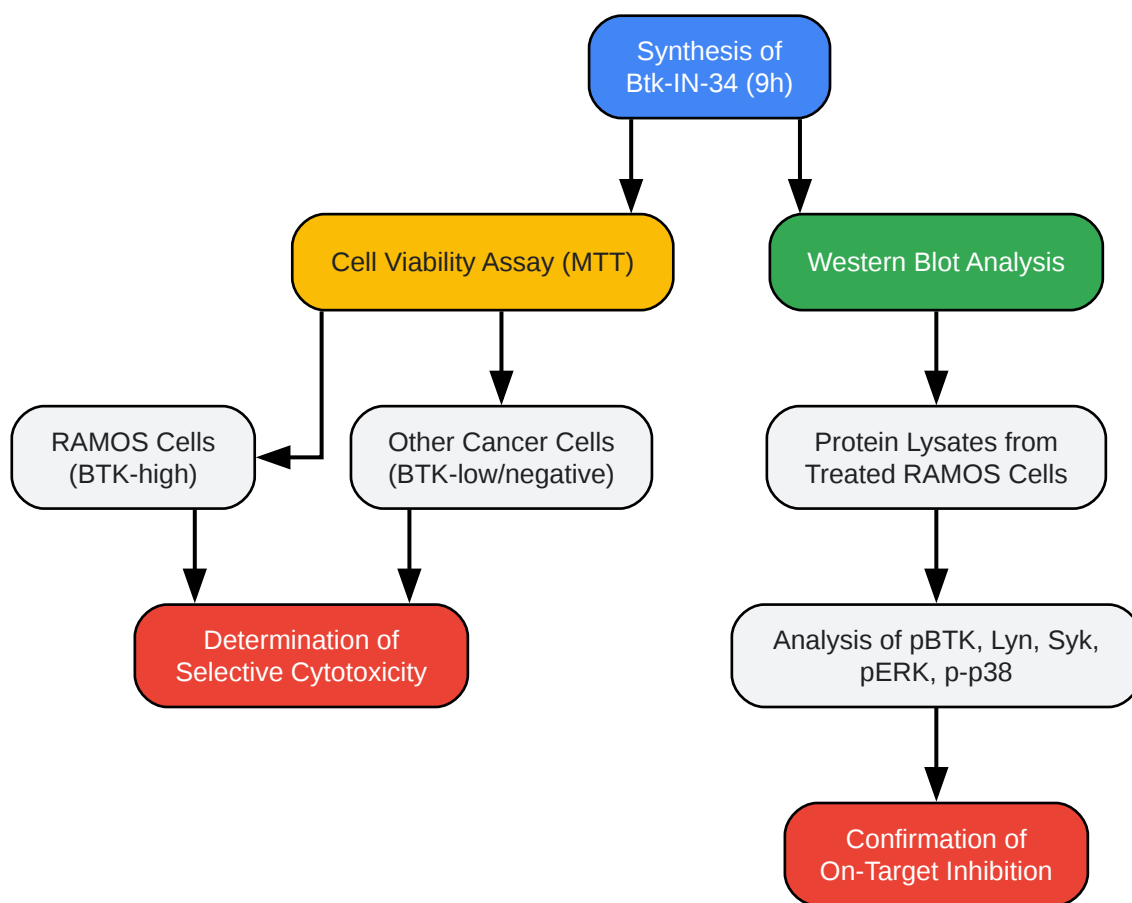 Synthesis of
Btk-IN-34 (9h)
Cell Viability Assay (MTT)
Western Blot Analysis
RAMOS Cells
(BTK-high)
Other Cancer Cells
(BTK-low/negative)
Protein Lysates from
Treated RAMOS Cells
Determination of
Selective Cytotoxicity
Analysis of pBTK, Lyn, Syk,
pERK, p-p38
Confirmation of
On-Target Inhibition